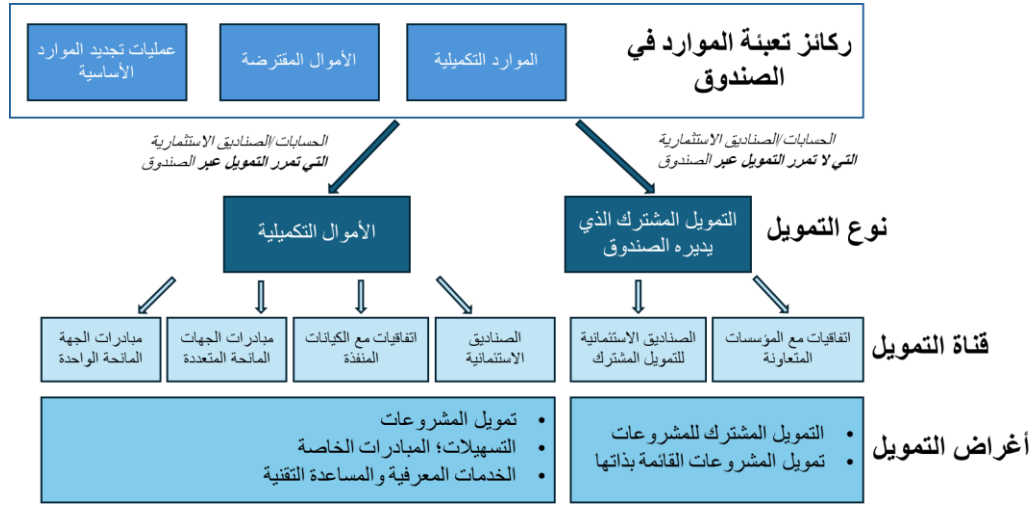 ركائز تعبئة الموارد في
الصندوق
الموارد التكميلية
الأموال المقترضة
عمليات تجديد الموارد
الأساسية
الحسابات/الصناديق الاستثمارية
التي لا تمرر التمويل عبر الصندوق
الحسابات/الصناديق الاستثمارية
التي تمرر التمويل عبر الصندوق
نوع التمويل
التمويل المشترك الذي
يديره الصندوق
الأموال التكميلية
قناة التمويل
اتفاقيات مع المؤسسات
المتعاونة
الصناديق الاستئمانية
للتمويل المشترك
الصناديق
الاستئمانية
اتفاقيات مع الكيانات
المنفذة
مبادرات الجهات
المانحة المتعددة
مبادرات الجهة
المانحة الواحدة
أغراض التمويل
• التمويل المشترك للمشروعات
• تمويل المشروعات القائمة بذاتها
• تمويل المشروعات
• التسهيلات؛ المبادرات الخاصة
• الخدمات المعرفية والمساعدة التقنية